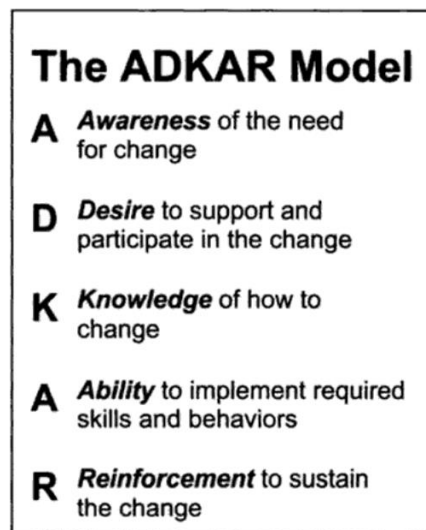 The ADKAR Model
A Awareness of the need
for change
D Desire to support and
participate in the change
K Knowledge of how to
change
A Ability to implement required
skills and behaviors
R Reinforcement to sustain
the change